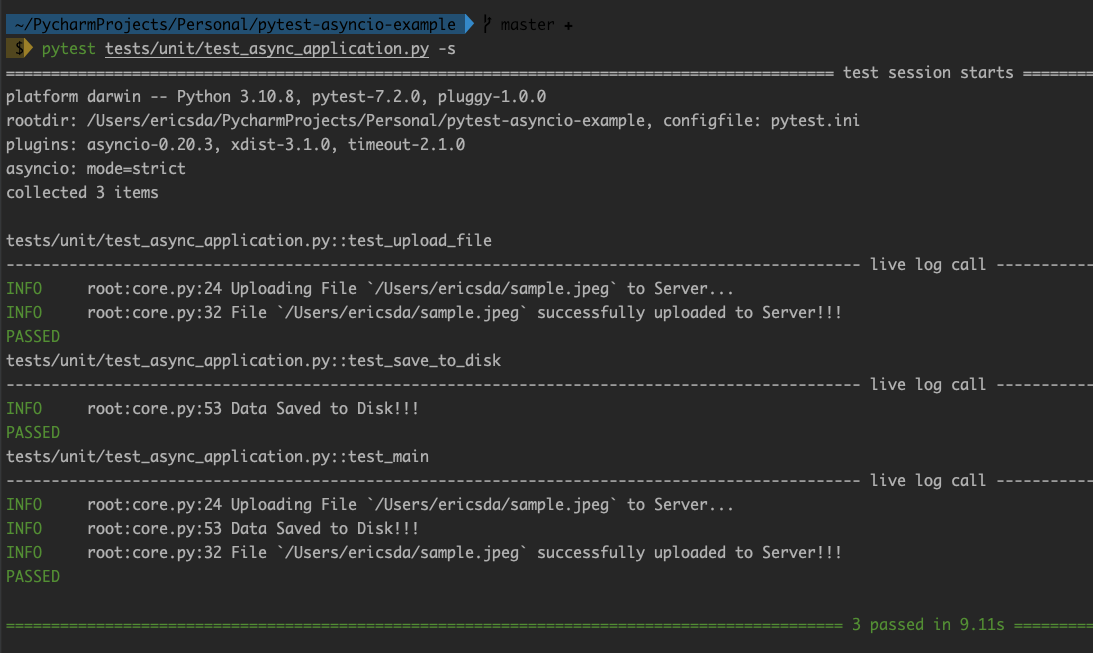 ~/PycharmProjects/Personal/pytest-asyncio-example master +
$ pytest tests/unit/test_async_application.py -s
============================================================================================ test session starts ========
platform darwin -- Python 3.10.8, pytest-7.2.0, pluggy-1.0.0
rootdir: /Users/ericsda/PycharmProjects/Personal/pytest-asyncio-example, configfile: pytest.ini
plugins: asyncio-0.20.3, xdist-3.1.0, timeout-2.1.0
asyncio: mode=strict
collected 3 items
tests/unit/test_async_application.py::test_upload_file
----------------------------------------------------------------------------------------------- live log call -----------
INFO     root:core.py:24 Uploading File `/Users/ericsda/sample.jpeg` to Server...
INFO     root:core.py:32 File `/Users/ericsda/sample.jpeg` successfully uploaded to Server!!!
PASSED
tests/unit/test_async_application.py::test_save_to_disk
----------------------------------------------------------------------------------------------- live log call -----------
INFO     root:core.py:53 Data Saved to Disk!!!
PASSED
tests/unit/test_async_application.py::test_main
----------------------------------------------------------------------------------------------- live log call -----------
INFO     root:core.py:24 Uploading File `/Users/ericsda/sample.jpeg` to Server...
INFO     root:core.py:53 Data Saved to Disk!!!
INFO     root:core.py:32 File `/Users/ericsda/sample.jpeg` successfully uploaded to Server!!!
PASSED
============================================================================================= 3 passed in 9.11s =========